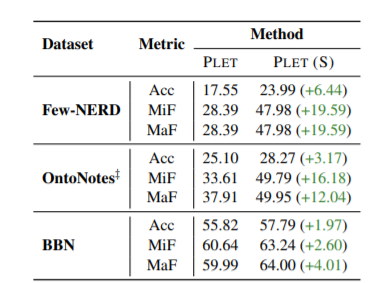 Dataset Metric Method
PLET PLET (S)
Few-NERD Acc 17.55 23.99 (+6.44)
MiF 28.39 47.98 (+19.59)
MaF 28.39 47.98 (+19.59)
OntoNotes‡ Acc 25.10 28.27 (+3.17)
MiF 33.61 49.79 (+16.18)
MaF 37.91 49.95 (+12.04)
BBN Acc 55.82 57.79 (+1.97)
MiF 60.64 63.24 (+2.60)
MaF 59.99 64.00 (+4.01)